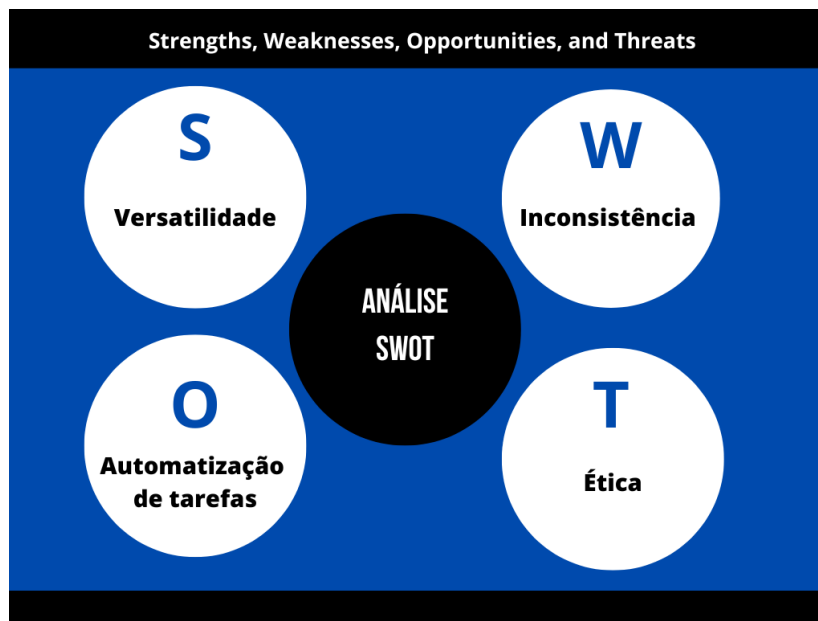 Strengths, Weaknesses, Opportunities, and Threats
S
Versatilidade
W
Inconsistência
ANÁLISE
SWOT
O
Automatização
de tarefas
T
Ética